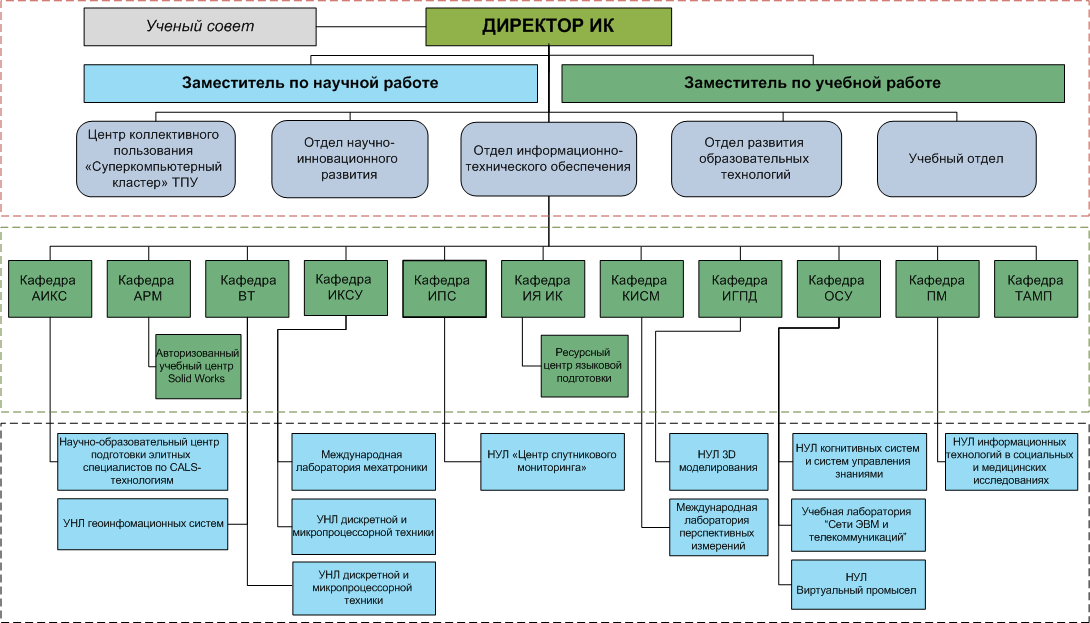 Ученый совет
ДИРЕКТОР ИК
Заместитель по научной работе
Заместитель по учебной работе
Центр коллективного
пользования
«Суперкомпьютерный
кластер» ТПУ
Отдел научно-
инновационного
развития
Отдел информационно-
технического обеспечения
Отдел развития
образовательных
технологий
Учебный отдел
Кафедра
АИКС
Кафедра
АРМ
Кафедра
ВТ
Кафедра
ИКСУ
Кафедра
ИПС
Кафедра
ИЯ ИК
Кафедра
КИСМ
Кафедра
ИГПД
Кафедра
ОСУ
Кафедра
ПМ
Кафедра
ТАМП
Авторизованный
учебный центр
Solid Works
Ресурсный
центр языковой
подготовки
Научно-образовательный центр
подготовки элитных
специалистов по CALS-
технологиям
Международная
лаборатория мехатроники
НУЛ «Центр спутникового
мониторинга»
НУЛ 3D
моделирования
НУЛ когнитивных систем
и систем управления
знаниями
НУЛ информационных
технологий в социальных
и медицинских
исследованиях
УНЛ геоинфомационных систем
УНЛ дискретной и
микропроцессорной техники
Международная
лаборатория
перспективных
измерений
Учебная лаборатория
"Сети ЭВМ и
телекоммуникаций"
УНЛ дискретной и
микропроцессорной
техники
НУЛ
Виртуальный промысел